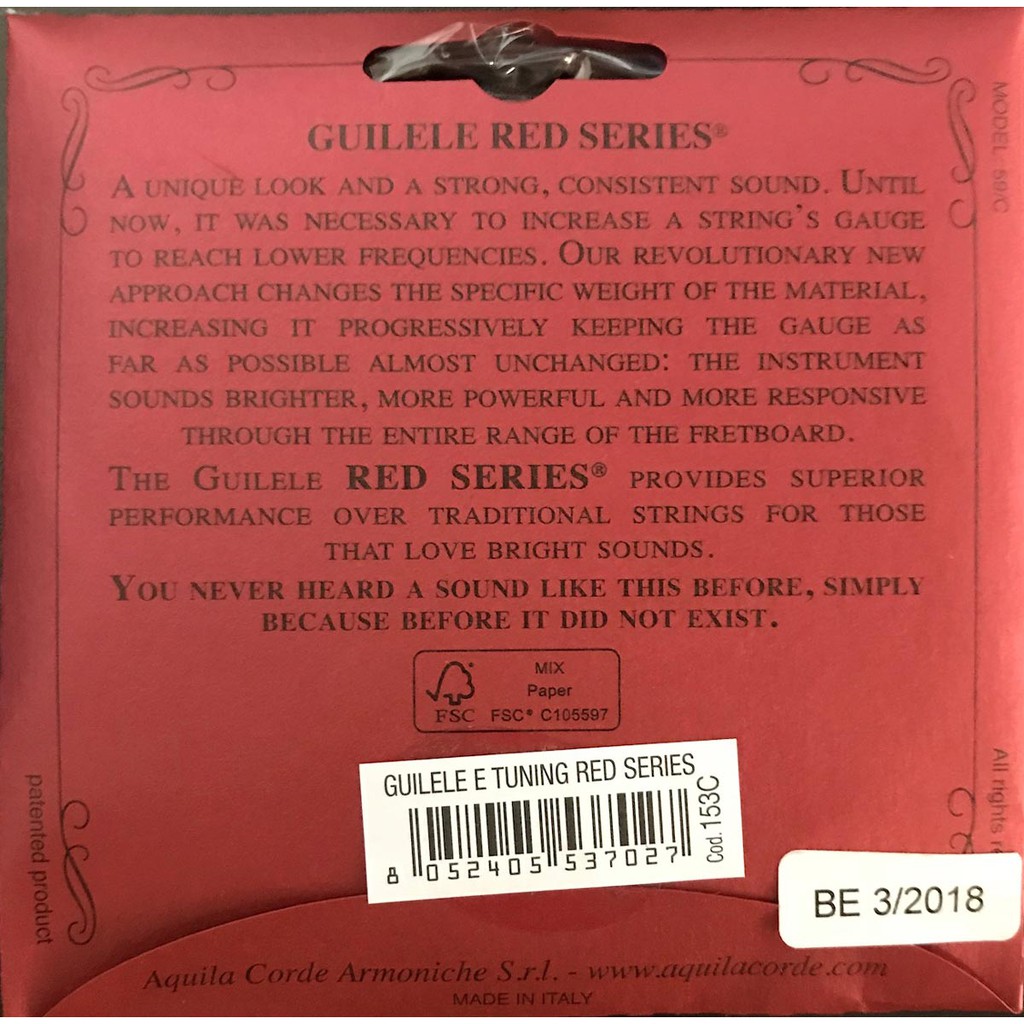 GUILELE RED SERIES®
A UNIQUE LOOK AND A STRONG, CONSISTENT SOUND. UNTIL
NOW, IT WAS NECESSARY TO INCREASE A STRING'S GAUGE
TO REACH LOWER FREQUENCIES. OUR REVOLUTIONARY NEW
APPROACH CHANGES THE SPECIFIC WEIGHT OF THE MATERIAL,
INCREASING IT PROGRESSIVELY KEEPING THE GAUGE AS
FAR AS POSSIBLE ALMOST UNCHANGED: THE INSTRUMENT
SOUNDS BRIGHTER, MORE POWERFUL AND MORE RESPONSIVE
THROUGH THE ENTIRE RANGE OF THE FRETBOARD.
THE GUILELE RED SERIES® PROVIDES SUPERIOR
PERFORMANCE OVER TRADITIONAL STRINGS FOR THOSE
THAT LOVE BRIGHT SOUNDS.
YOU NEVER HEARD A SOUND LIKE THIS BEFORE, SIMPLY
BECAUSE BEFORE IT DID NOT EXIST.
FSC
MIX
Paper
FSC® C105597
GUILELE E TUNING RED SERIES
8 052405 537027
Cod. 153C
BE 3/2018
Aquila Corde Armoniche S.r.l. - www.aquilacorde.com
MADE IN ITALY
patented product
MODEL: 59/C
All rights